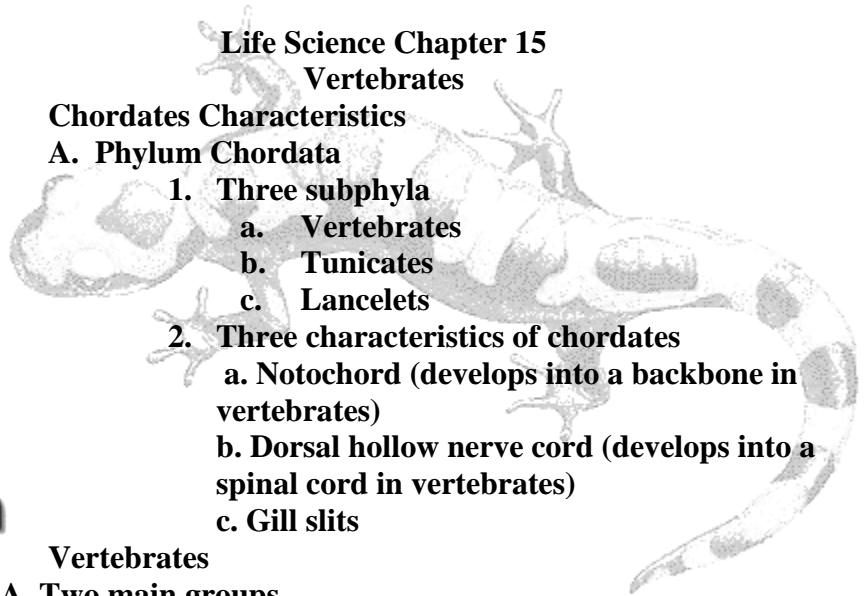 Life Science Chapter 15
Vertebrates
Chordates Characteristics
A. Phylum Chordata
1. Three subphyla
a. Vertebrates
b. Tunicates
c. Lancelets
2. Three characteristics of chordates
a. Notochord (develops into a backbone in
vertebrates)
b. Dorsal hollow nerve cord (develops into a
spinal cord in vertebrates)
c. Gill slits
Vertebrates
A. Two main groups